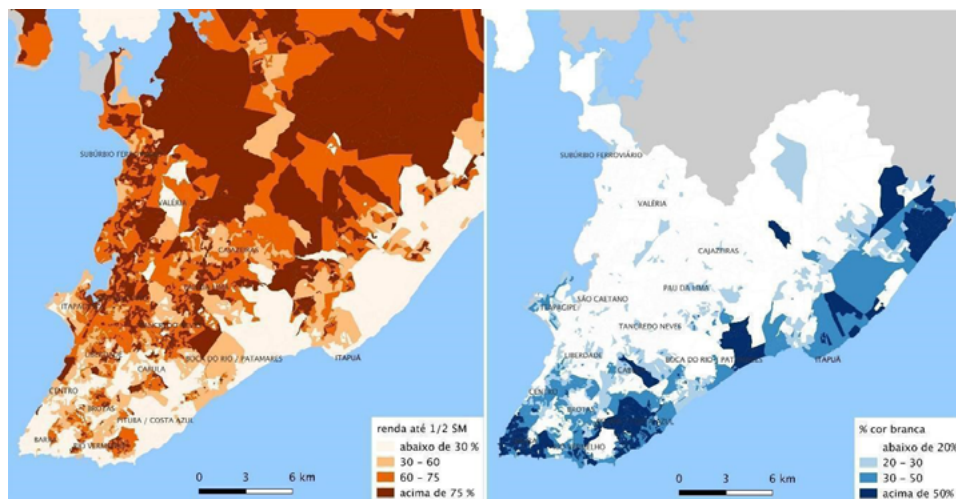 SUBÚRBIO
VALÉRIA
CAJAZEIRAS
BOCA DO RIO / PATAMARES
ITAPUÃ
CABULA
CENTRO
BROTAS
PITUBA / COSTA AZUL
BARRA
RIO VERMELHO
renda até 1/2 SM
abaixo de 30 %
30 - 60
60 - 75
acima de 75 %
0 3 6 km
SUBÚRBIO FERROVIÁRIO
VALÉRIA
CAJAZEIRAS
PAU DA LIMA
SÃO CAETANO
ITAPAGIPE
TANCREDO NEVES
LIBERDADE
BOCA DO RIO / PATAMARES
ITAPUÃ
CENTRO
BROTAS
% cor branca
abaixo de 20%
20 - 30
30 - 50
acima de 50%
0 3 6 km